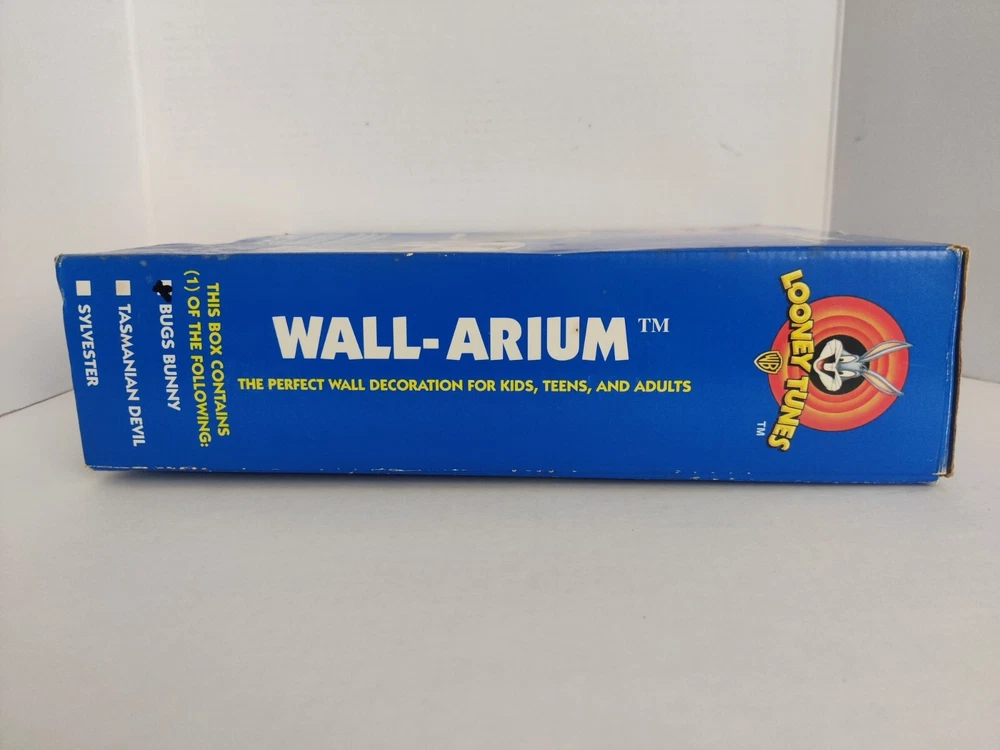 WALL-ARIUM™
THE PERFECT WALL DECORATION FOR KIDS, TEENS, AND ADULTS
THIS BOX CONTAINS
(1) OF THE FOLLOWING:
BUGS BUNNY
TASMANIAN DEVIL
SYLVESTER
LOONEY TUNES
WB
TM